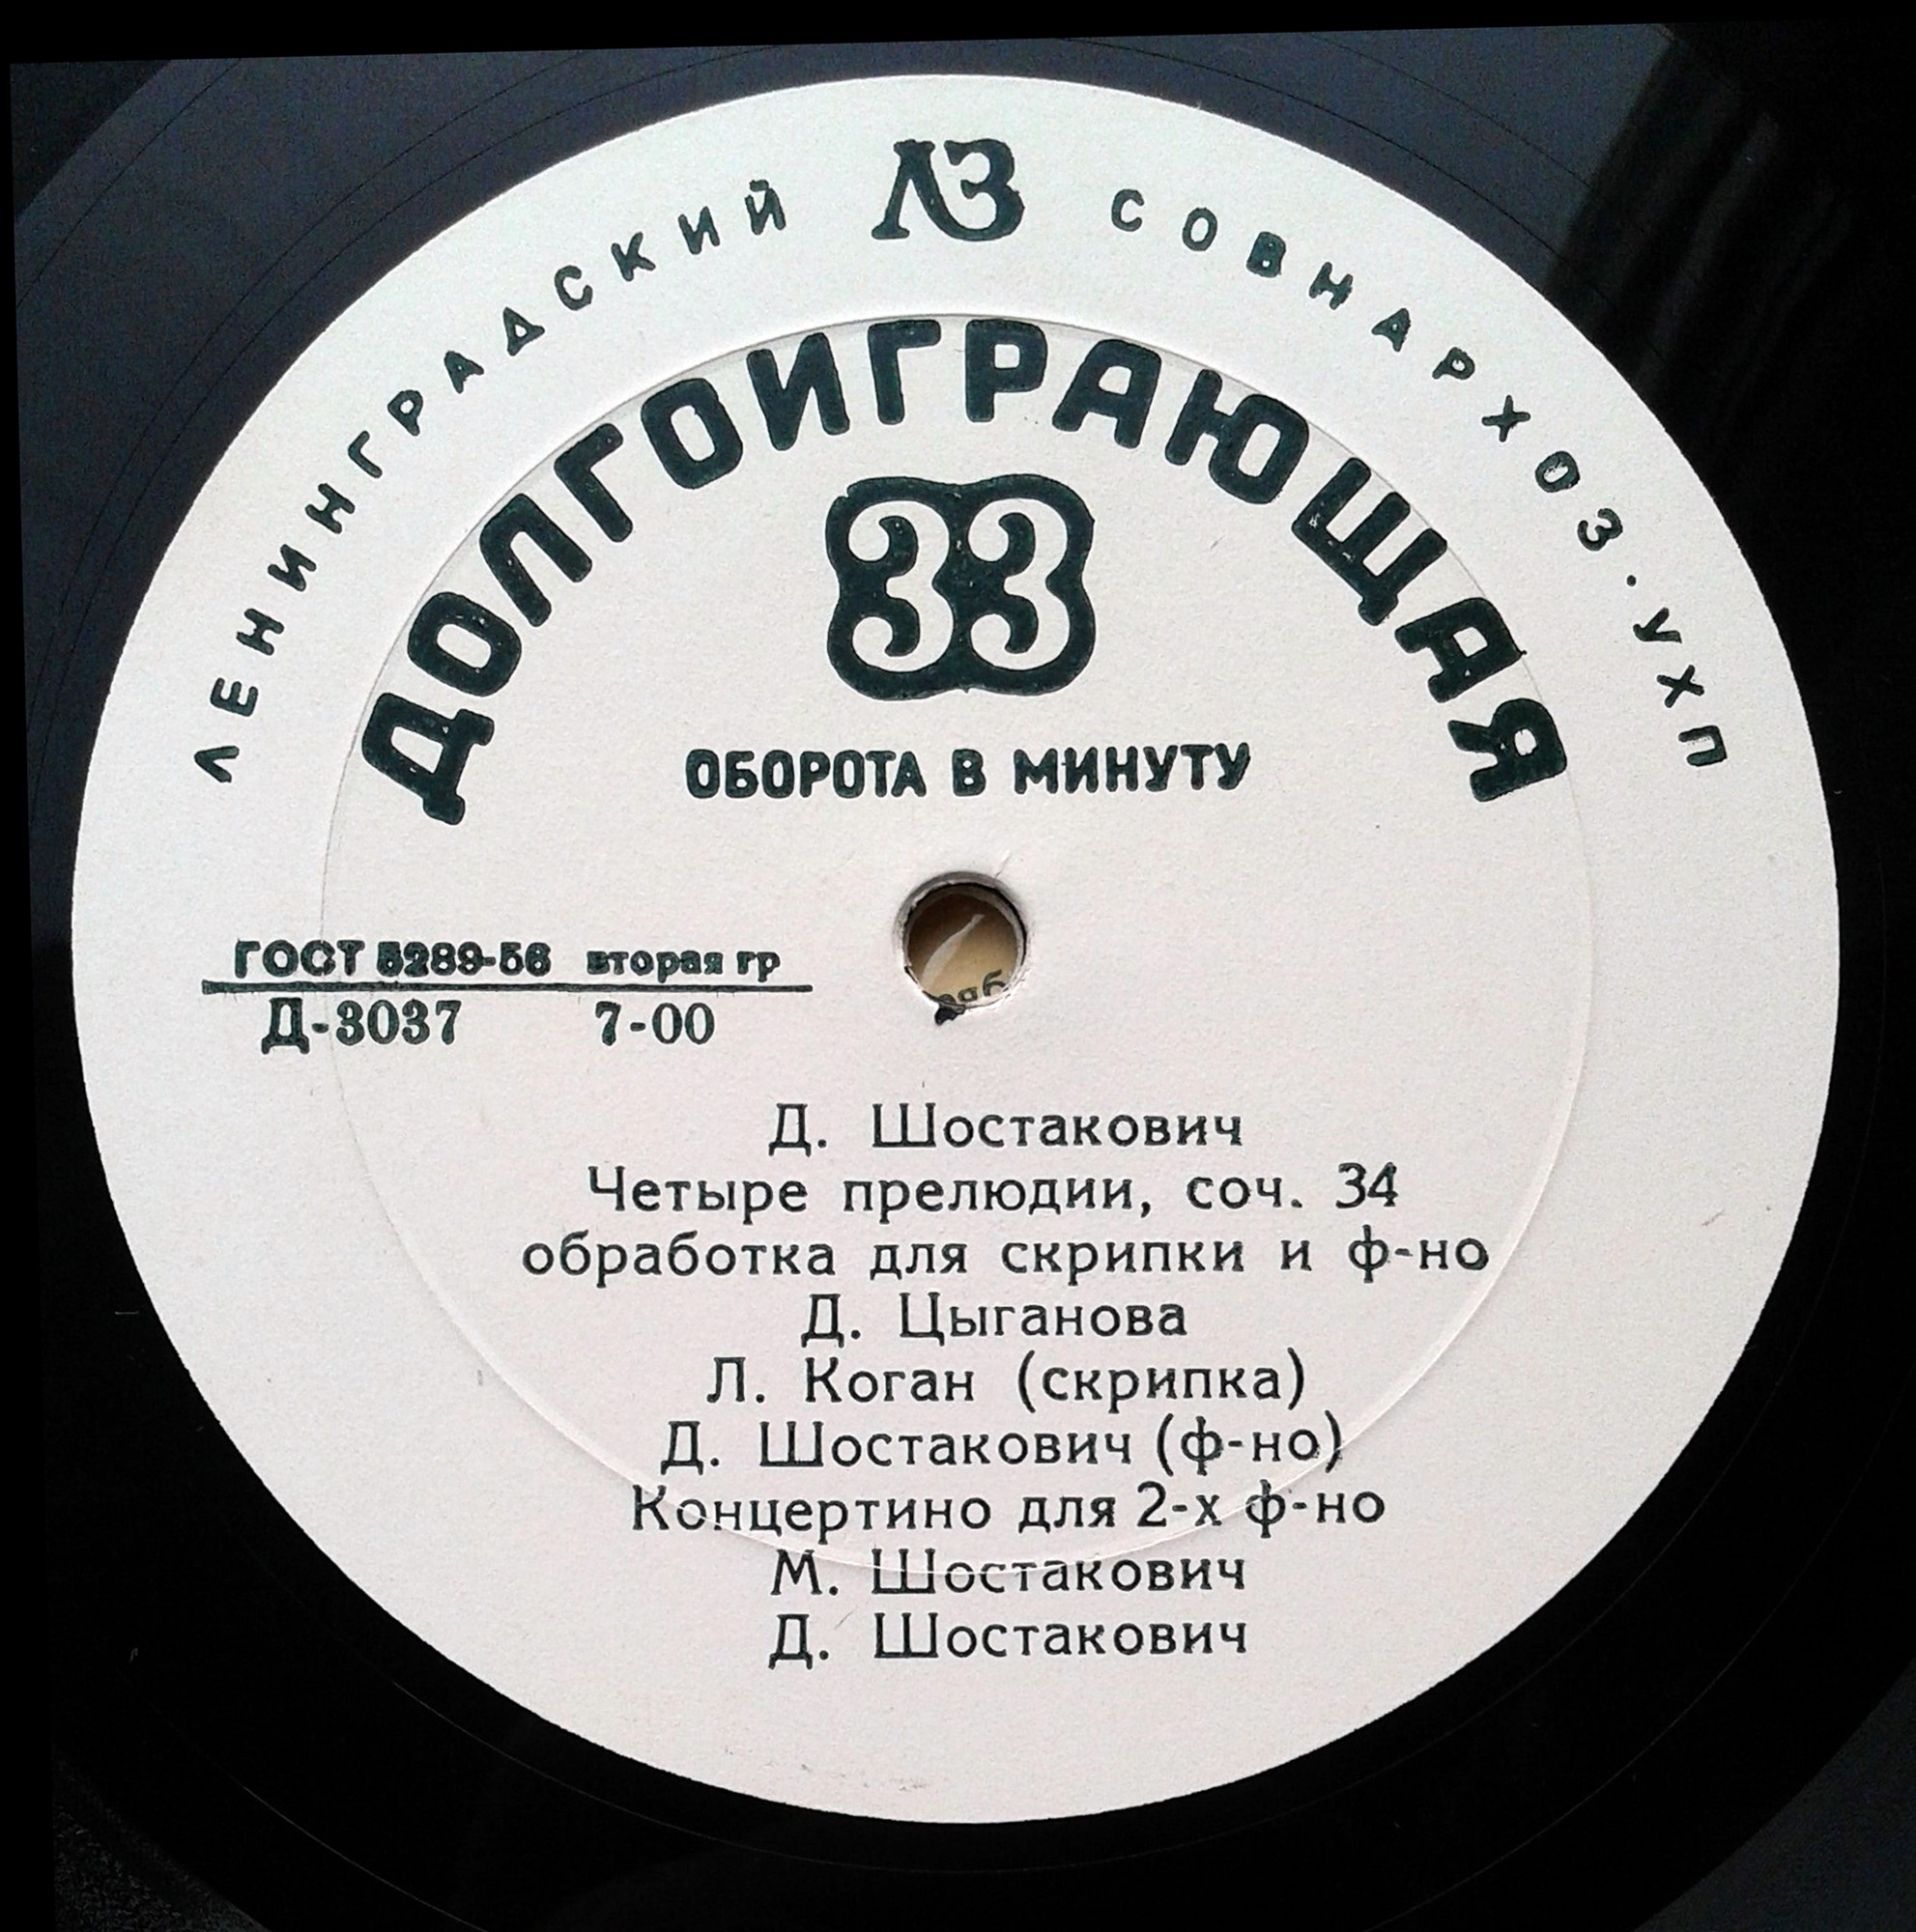 ЛЕНИНГРАДСКИЙ ЛЗ СОВНАРХОЗ·УХП
ДОЛГОИГРАЮЩАЯ
33
ОБОРОТА В МИНУТУ
ГОСТ 5289-56 вторая гр
Д-3037 7-00
Д. Шостакович
Четыре прелюдии, соч. 34
обработка для скрипки и ф-но
Д. Цыганова
Л. Коган (скрипка)
Д. Шостакович (ф-но)
Концертино для 2-х ф-но
М. Шостакович
Д. Шостакович